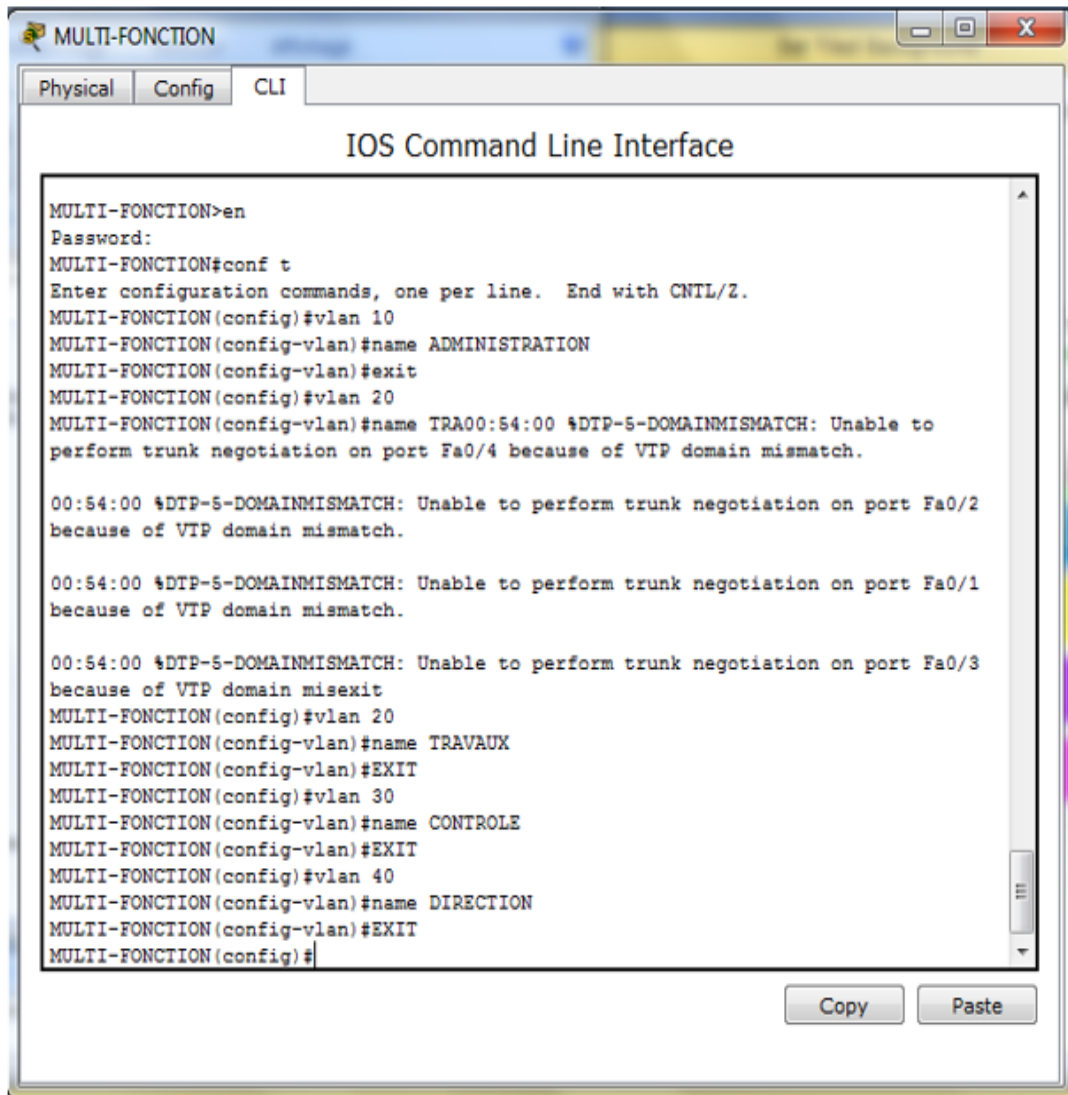 MULTI-FONCTION
Physical Config CLI
IOS Command Line Interface
MULTI-FONCTION>en
Password:
MULTI-FONCTION#conf t
Enter configuration commands, one per line.  End with CNTL/Z.
MULTI-FONCTION(config)#vlan 10
MULTI-FONCTION(config-vlan)#name ADMINISTRATION
MULTI-FONCTION(config-vlan)#exit
MULTI-FONCTION(config)#vlan 20
MULTI-FONCTION(config-vlan)#name TRA00:54:00 %DTP-5-DOMAINMISMATCH: Unable to
perform trunk negotiation on port Fa0/4 because of VTP domain mismatch.
00:54:00 %DTP-5-DOMAINMISMATCH: Unable to perform trunk negotiation on port Fa0/2
because of VTP domain mismatch.
00:54:00 %DTP-5-DOMAINMISMATCH: Unable to perform trunk negotiation on port Fa0/1
because of VTP domain mismatch.
00:54:00 %DTP-5-DOMAINMISMATCH: Unable to perform trunk negotiation on port Fa0/3
because of VTP domain misexit
MULTI-FONCTION(config)#vlan 20
MULTI-FONCTION(config-vlan)#name TRAVAUX
MULTI-FONCTION(config-vlan)#EXIT
MULTI-FONCTION(config)#vlan 30
MULTI-FONCTION(config-vlan)#name CONTROLE
MULTI-FONCTION(config-vlan)#EXIT
MULTI-FONCTION(config)#vlan 40
MULTI-FONCTION(config-vlan)#name DIRECTION
MULTI-FONCTION(config-vlan)#EXIT
MULTI-FONCTION(config)#
Copy Paste